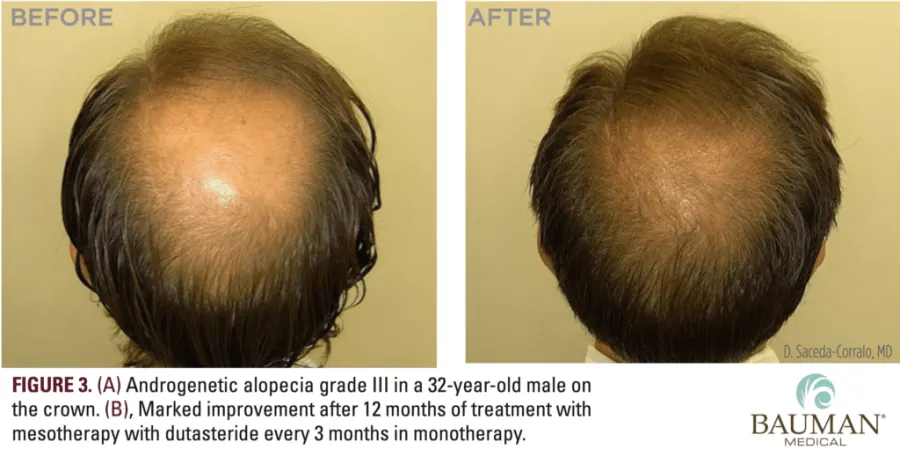 BEFORE
AFTER
D. Saceda-Corralo, MD
FIGURE 3. (A) Androgenetic alopecia grade III in a 32-year-old male on
the crown. (B), Marked improvement after 12 months of treatment with
mesotherapy with dutasteride every 3 months in monotherapy.
BAUMAN®
MEDICAL